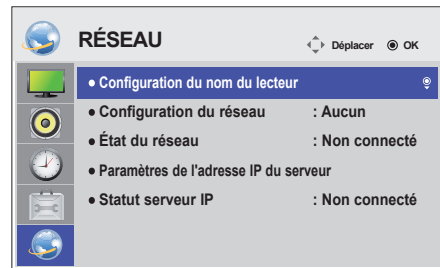 RÉSEAU
Déplacer OK
● Configuration du nom du lecteur
● Configuration du réseau : Aucun
● État du réseau : Non connecté
● Paramètres de l'adresse IP du serveur
● Statut serveur IP : Non connecté